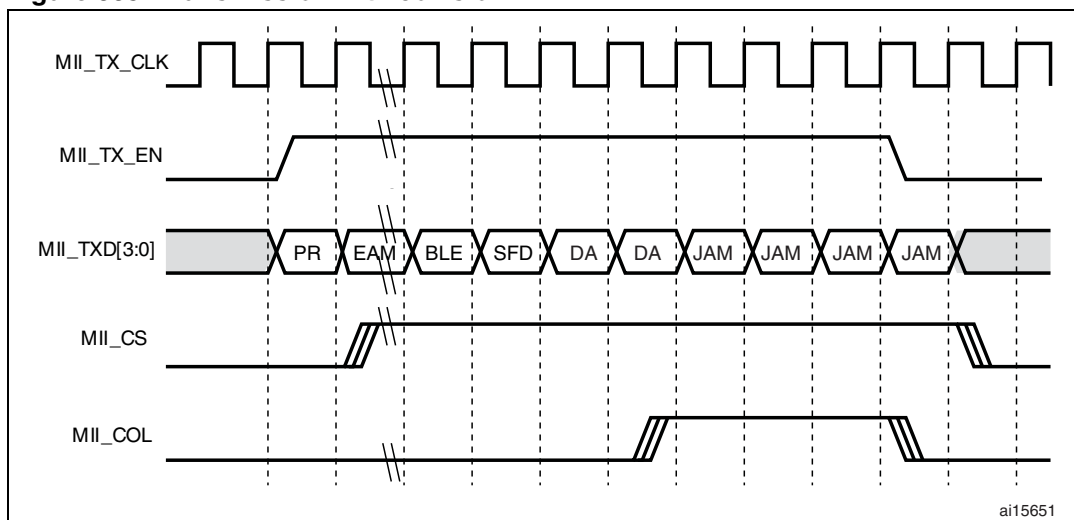 MII_TX_CLK
MII_TX_EN
MII_TXD[3:0] PR EAM BLE SFD DA DA JAM JAM JAM JAM
MII_CS
MII_COL
ai15651